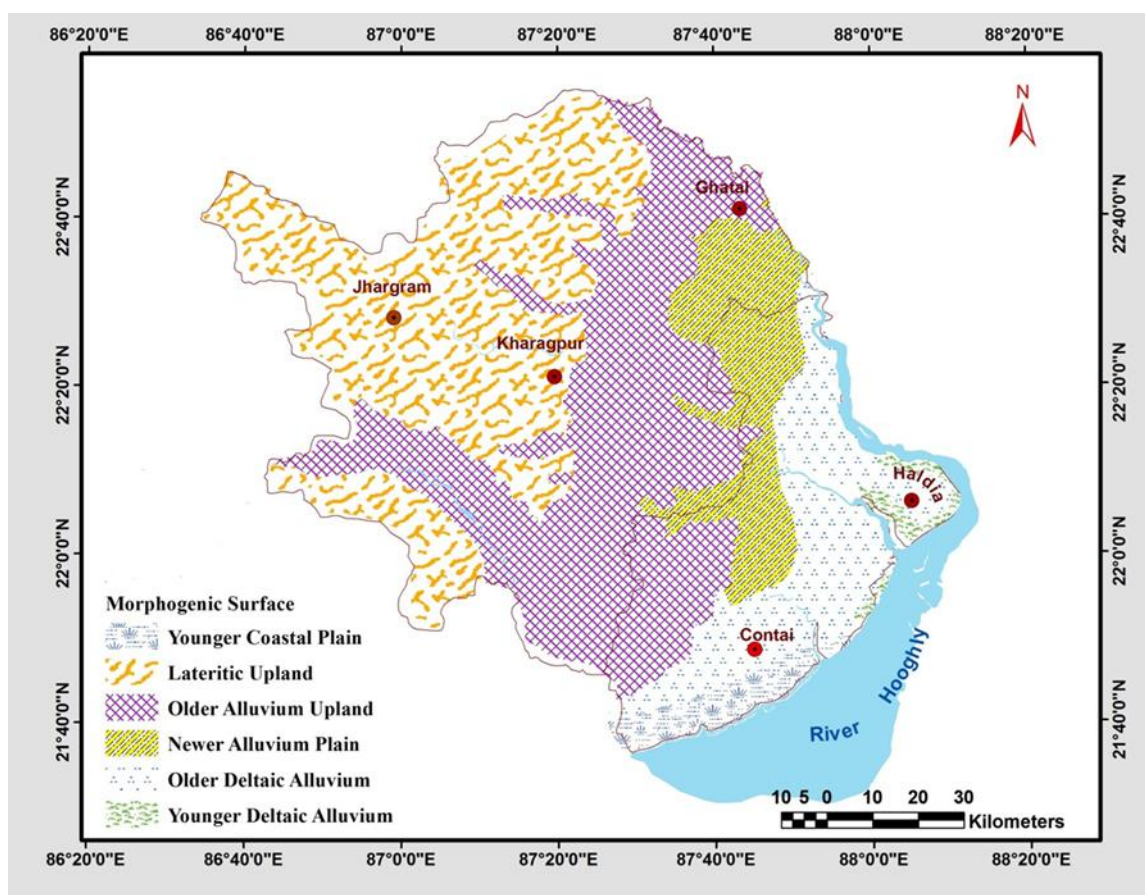 86°20'0"E 86°40'0"E 87°0'0"E 87°20'0"E 87°40'0"E 88°0'0"E 88°20'0"E
N
22°40'0"N 22°40'0"N
22°20'0"N 22°20'0"N
22°0'0"N 22°0'0"N
21°40'0"N 21°40'0"N
Ghatal
Jhargram
Kharagpur
Haldia
Contai
River Hooghly
Morphogenic Surface
Younger Coastal Plain
Lateritic Upland
Older Alluvium Upland
Newer Alluvium Plain
Older Deltaic Alluvium
Younger Deltaic Alluvium
10 5 0 10 20 30
Kilometers
86°20'0"E 86°40'0"E 87°0'0"E 87°20'0"E 87°40'0"E 88°0'0"E 88°20'0"E